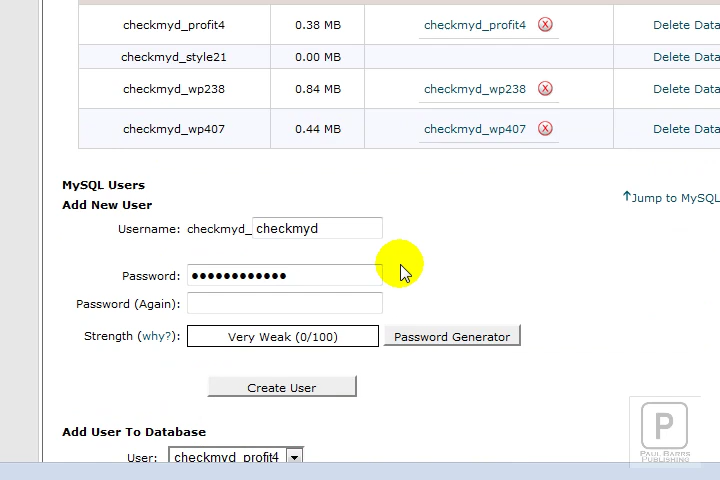 checkmyd_profit4 0.38 MB checkmyd_profit4 Delete Data
checkmyd_style21 0.00 MB Delete Data
checkmyd_wp238 0.84 MB checkmyd_wp238 Delete Data
checkmyd_wp407 0.44 MB checkmyd_wp407 Delete Data
MySQL Users
Jump to MySQL
Add New User
Username: checkmyd_ checkmyd
Password: ●●●●●●●●●●●●
Password (Again):
Strength (why?): Very Weak (0/100) Password Generator
Create User
Add User To Database
User: checkmyd_profit4
P
PAUL BARRS
PUBLISHING